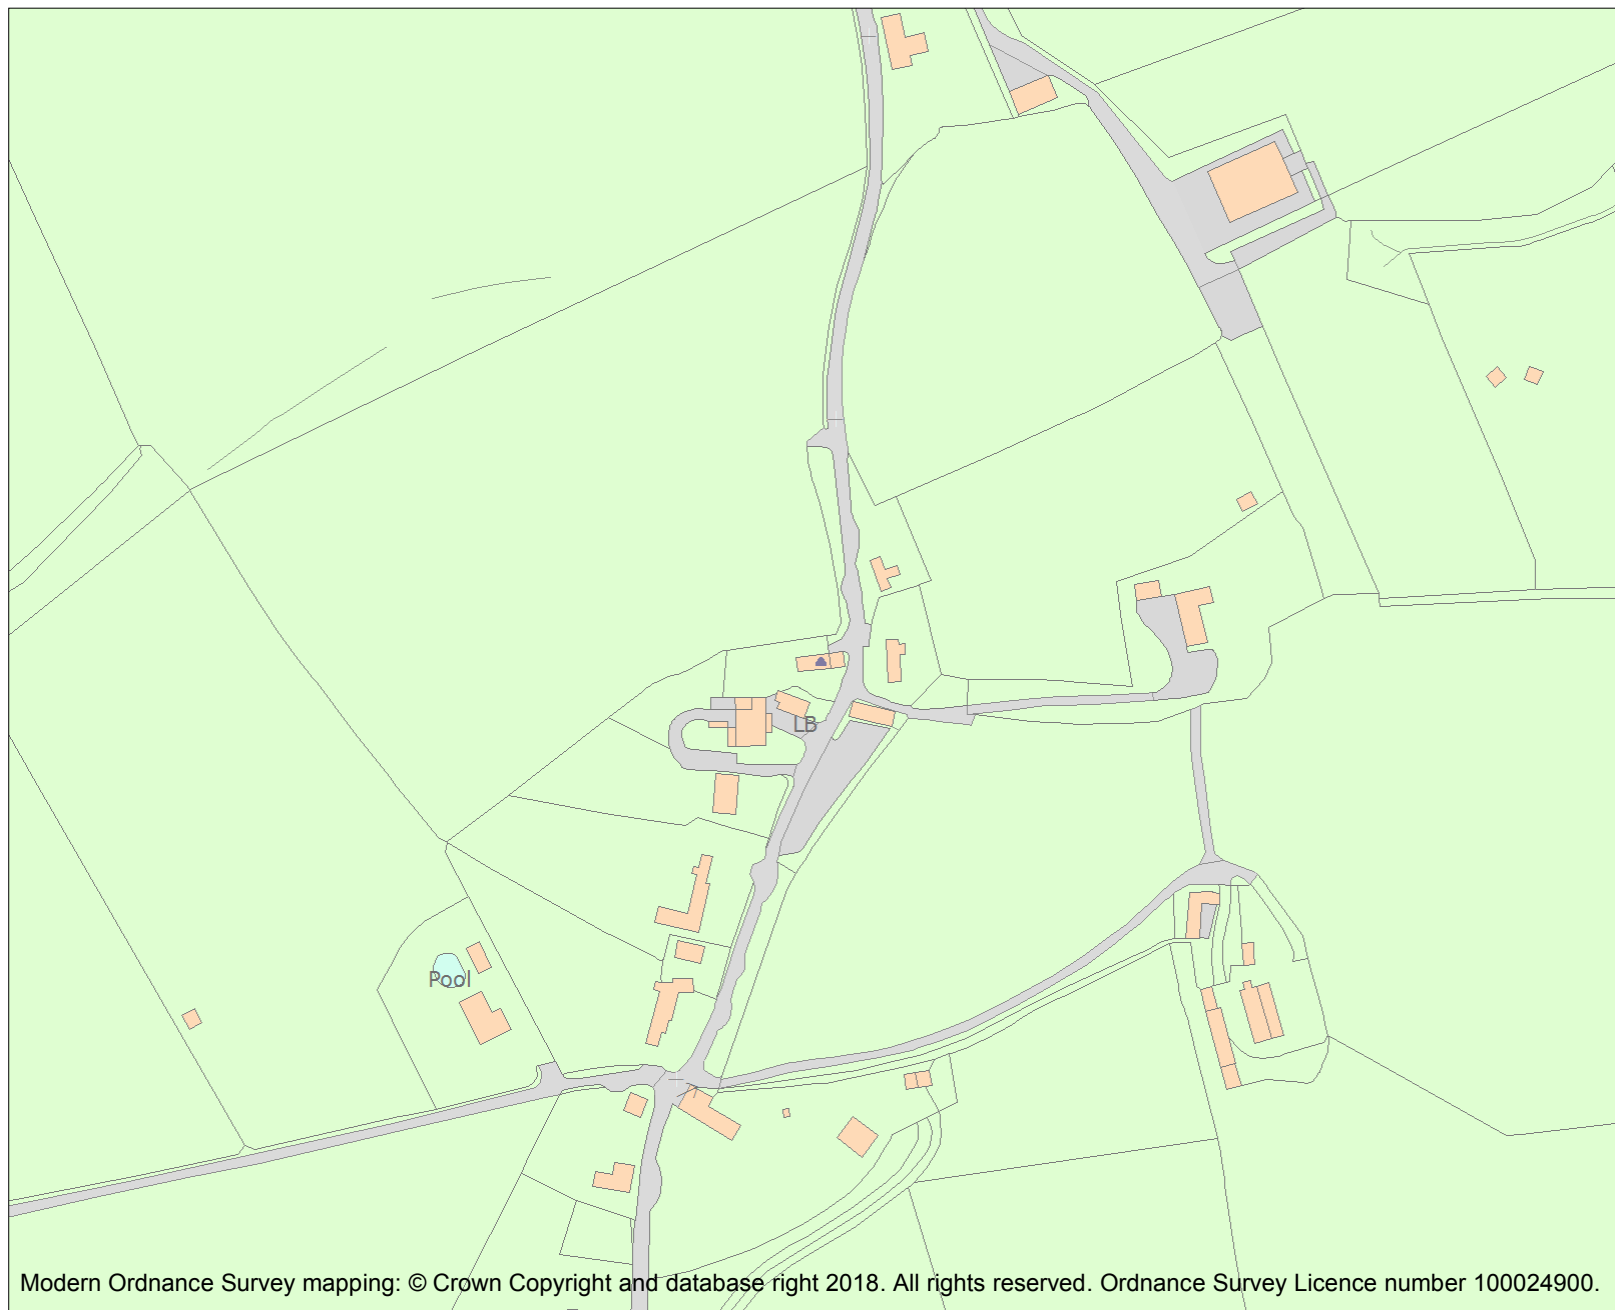 LB
Pool
Modern Ordnance Survey mapping: © Crown Copyright and database right 2018. All rights reserved. Ordnance Survey Licence number 100024900.